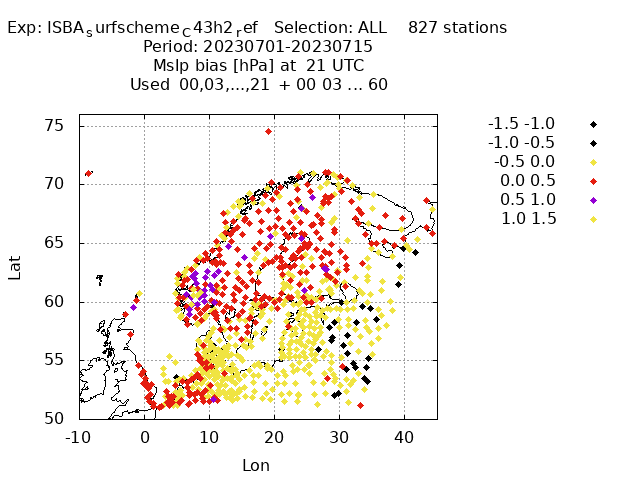 Exp: ISBAsurfschemeC43h2ref Selection: ALL 827 stations
Period: 20230701-20230715
Mslp bias [hPa] at 21 UTC
Used 00,03,...,21 + 00 03 ... 60
-1.5 -1.0
-1.0 -0.5
-0.5 0.0
0.0 0.5
0.5 1.0
1.0 1.5
75
70
65
60
55
50
Lat
-10 0 10 20 30 40
Lon